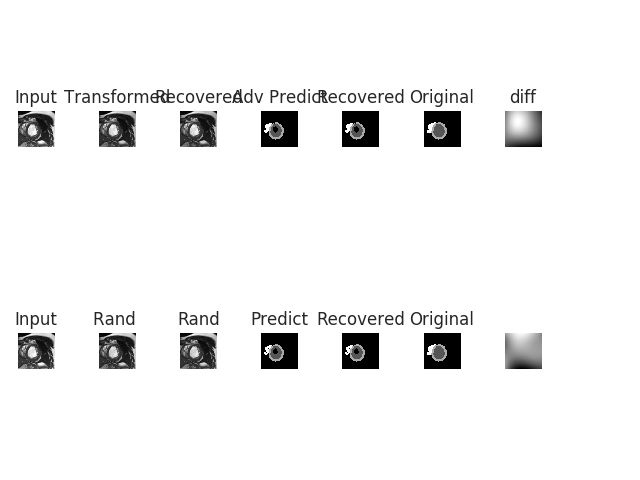 Input Transformed Recovered Adv Predict Recovered Original diff
Input Rand Rand Predict Recovered Original